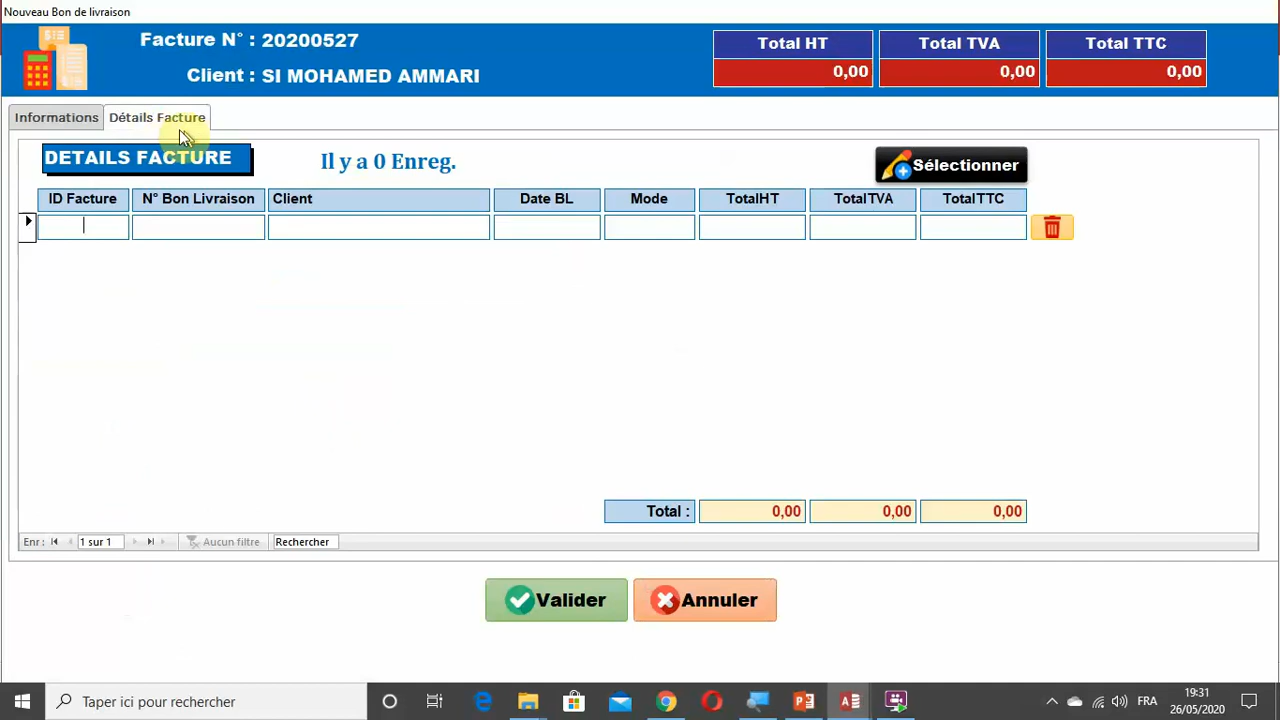 Nouveau Bon de livraison
Facture N° : 20200527
Client : SI MOHAMED AMMARI
Total HT
0,00
Total TVA
0,00
Total TTC
0,00
Informations
Détails Facture
DETAILS FACTURE
Il y a 0 Enreg.
Sélectionner
ID Facture
N° Bon Livraison
Client
Date BL
Mode
TotalHT
TotalTVA
TotalTTC
Total :
0,00
0,00
0,00
Enr :
1 sur 1
Aucun filtre
Rechercher
Valider
Annuler
Taper ici pour rechercher
FRA
19:31
26/05/2020